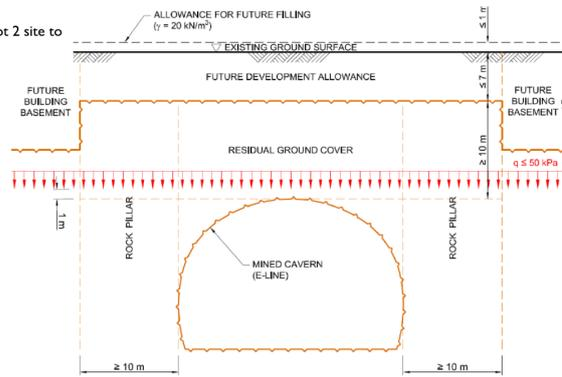 ALLOWANCE FOR FUTURE FILLING
(γ = 20 kN/m³)
≤ 1 m
ot 2 site to
EXISTING GROUND SURFACE
FUTURE DEVELOPMENT ALLOWANCE
≤ 7 m
FUTURE
BUILDING
BASEMENT
FUTURE
BUILDING
BASEMENT
RESIDUAL GROUND COVER
≥ 10 m
q ≤ 50 kPa
1 m
ROCK PILLAR
ROCK PILLAR
MINED CAVERN
(E-LINE)
≥ 10 m
≥ 10 m